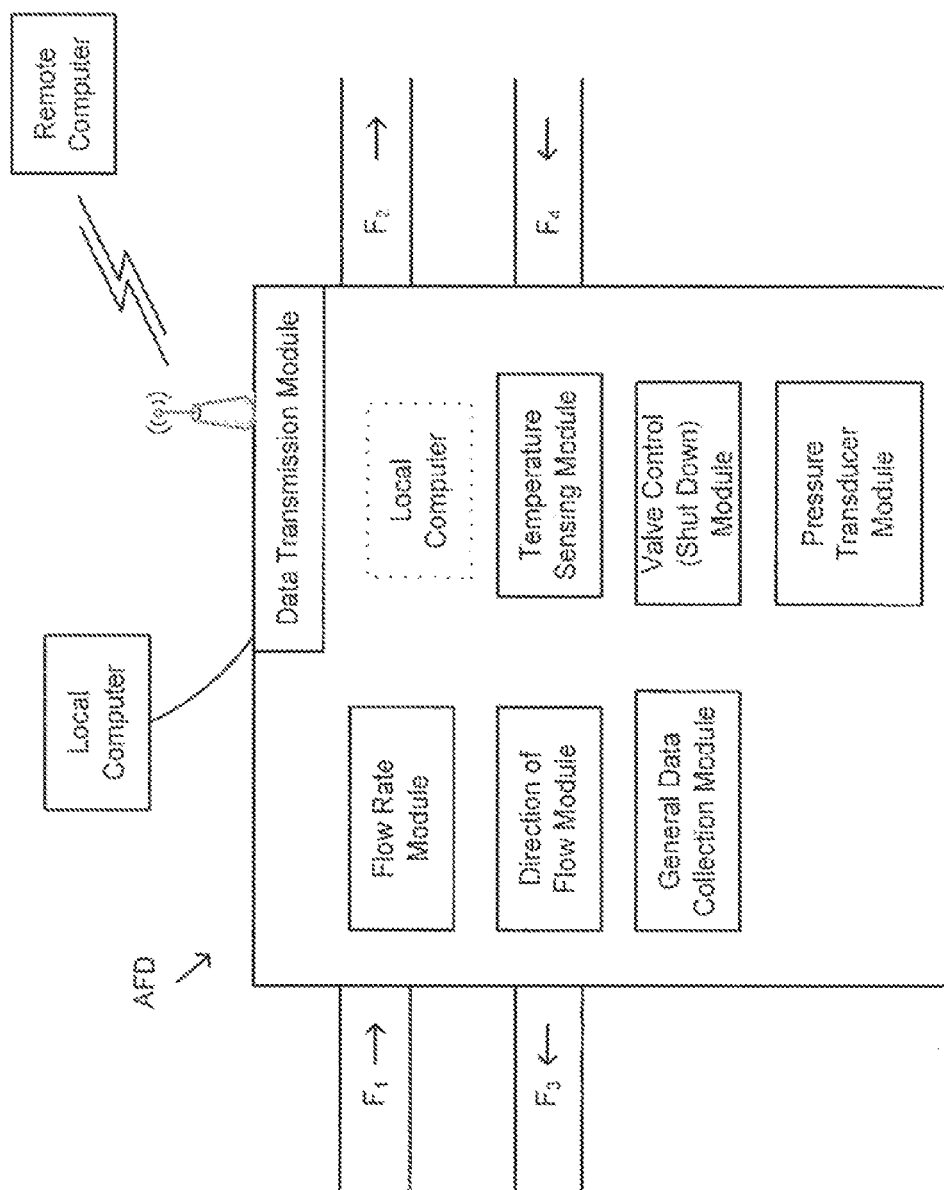 Remote
Computer
Local
Computer
AFD
Data Transmission Module
F₁
F₂
Flow Rate
Module
Local
Computer
F₃
F₄
Direction of
Flow Module
Temperature
Sensing Module
General Data
Collection Module
Valve Control
(Shut Down)
Module
Pressure
Transducer
Module